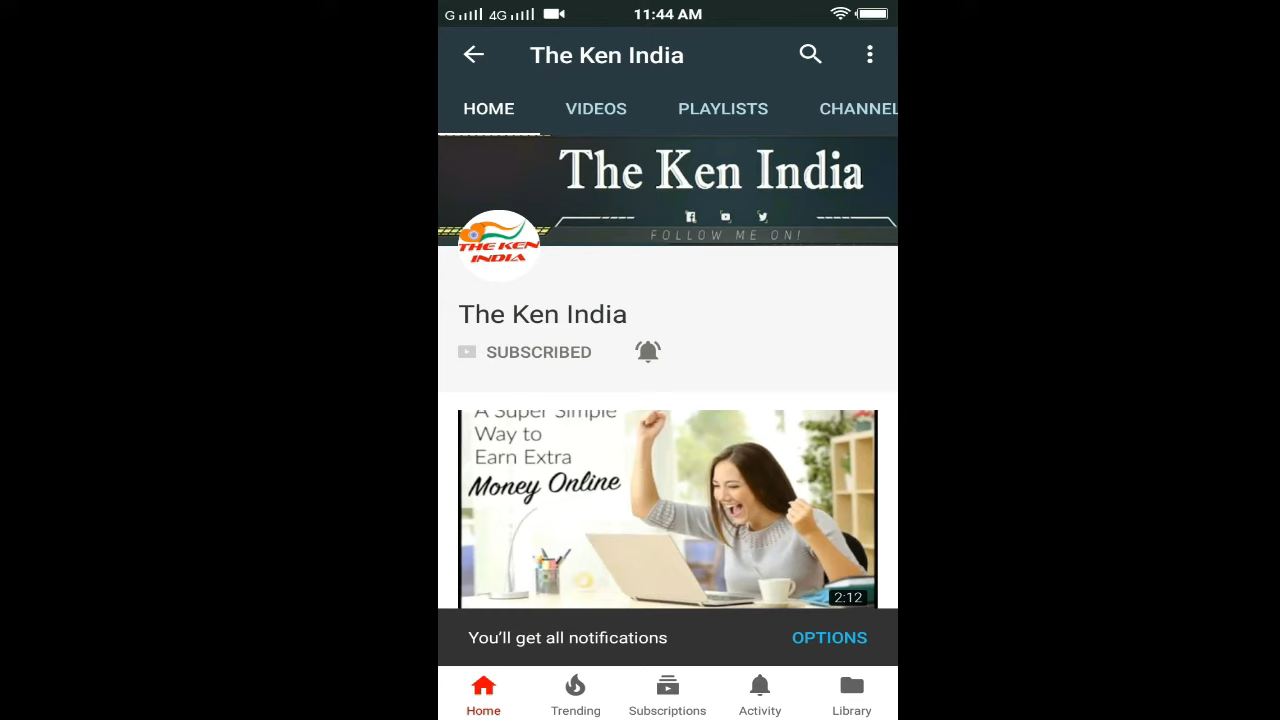 G 4G 11:44 AM
The Ken India
HOME VIDEOS PLAYLISTS CHANNEL
The Ken India
FOLLOW ME ON!
THE KEN
INDIA
The Ken India
SUBSCRIBED
A Super Simple
Way to
Earn Extra
Money Online
2:12
You'll get all notifications OPTIONS
Home Trending Subscriptions Activity Library